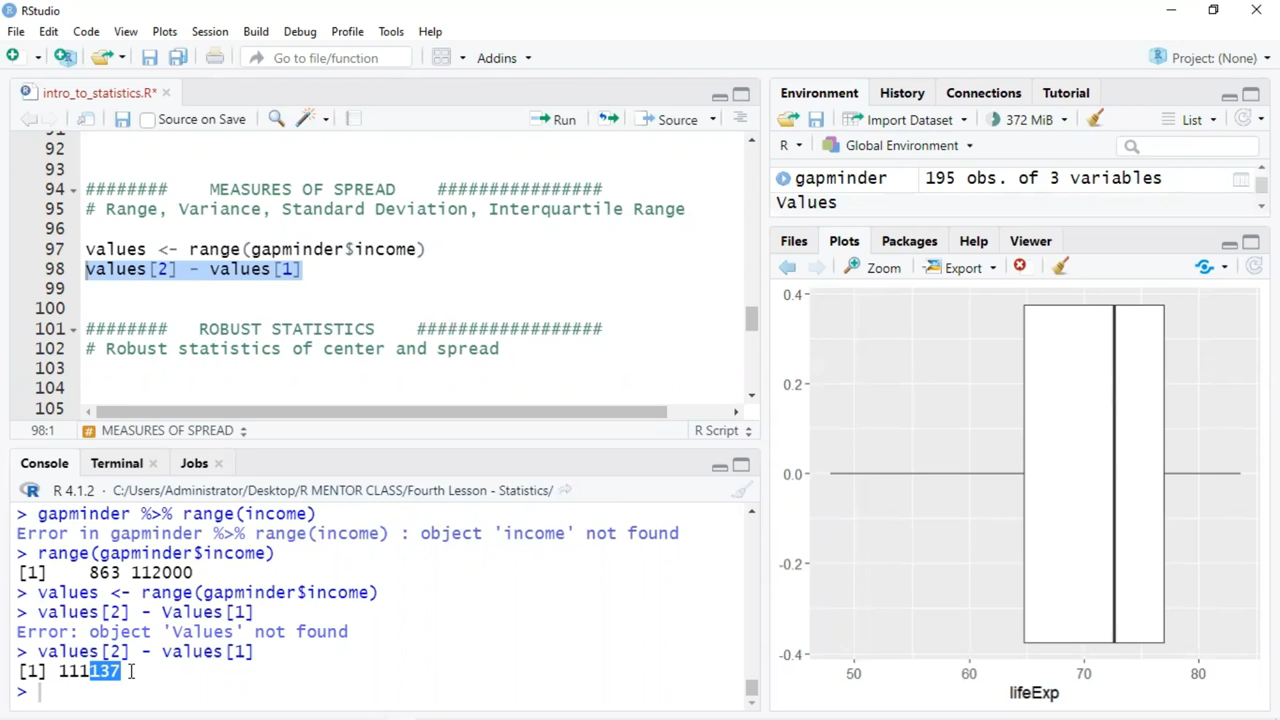 RStudio
File Edit Code View Plots Session Build Debug Profile Tools Help
Go to file/function Addins Project: (None)
intro_to_statistics.R*
Source on Save Run Source
91
92
93
94 ######## MEASURES OF SPREAD ################
95 # Range, Variance, Standard Deviation, Interquartile Range
96
97 values <- range(gapminder$income)
98 values[2] - values[1]
99
100
101 ######## ROBUST STATISTICS ##################
102 # Robust statistics of center and spread
103
104
105
98:1 # MEASURES OF SPREAD R Script
Console Terminal Jobs
R 4.1.2 · C:/Users/Administrator/Desktop/R MENTOR CLASS/Fourth Lesson - Statistics/
> gapminder %>% range(income)
Error in gapminder %>% range(income) : object 'income' not found
> range(gapminder$income)
[1] 863 112000
> values <- range(gapminder$income)
> values[2] - Values[1]
Error: object 'Values' not found
> values[2] - values[1]
[1] 111137
>
Environment History Connections Tutorial
Import Dataset 372 MiB List
R Global Environment
gapminder 195 obs. of 3 variables
Values
Files Plots Packages Help Viewer
Zoom Export
0.4
0.2
0.0
-0.2
-0.4
50 60 70 80
lifeExp